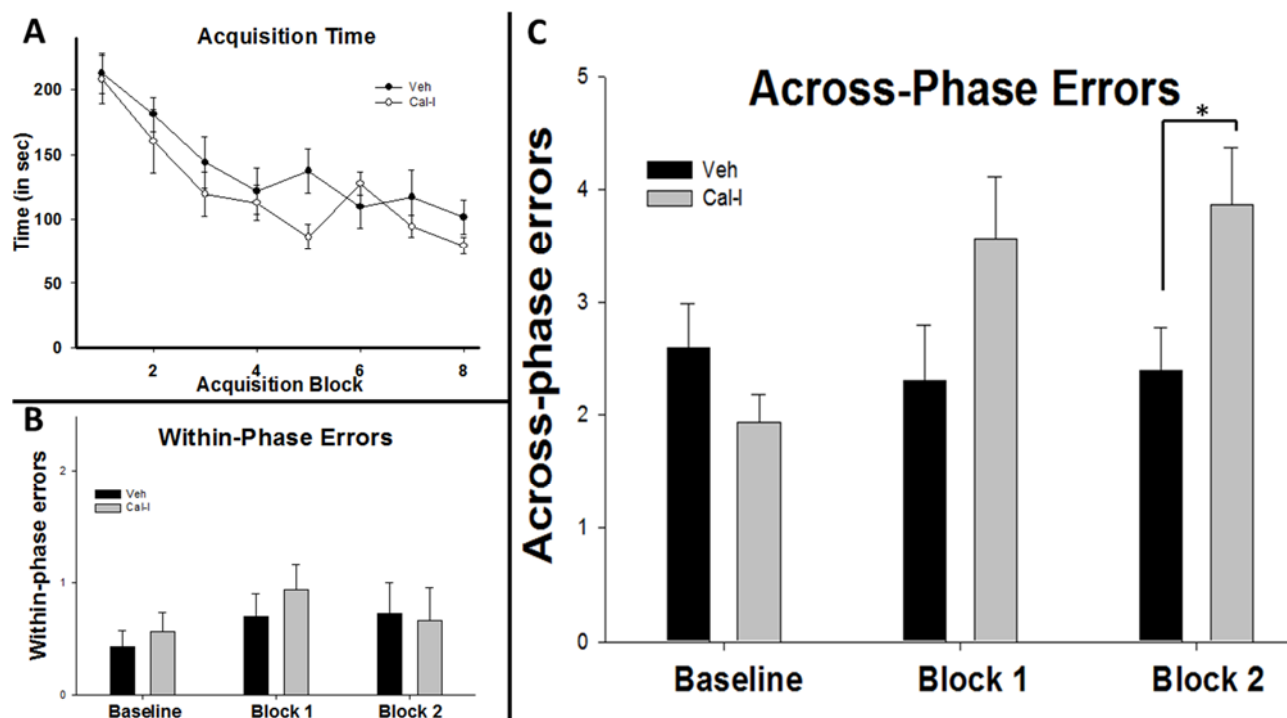 A
Acquisition Time
Veh
Cal-I
Time (in sec)
200
150
100
50
0
2 4 6 8
Acquisition Block
B
Within-Phase Errors
Veh
Cal-I
Within-phase errors
2
1
0
Baseline Block 1 Block 2
C
Across-Phase Errors
*
Veh
Cal-I
Across-phase errors
5
4
3
2
1
0
Baseline Block 1 Block 2